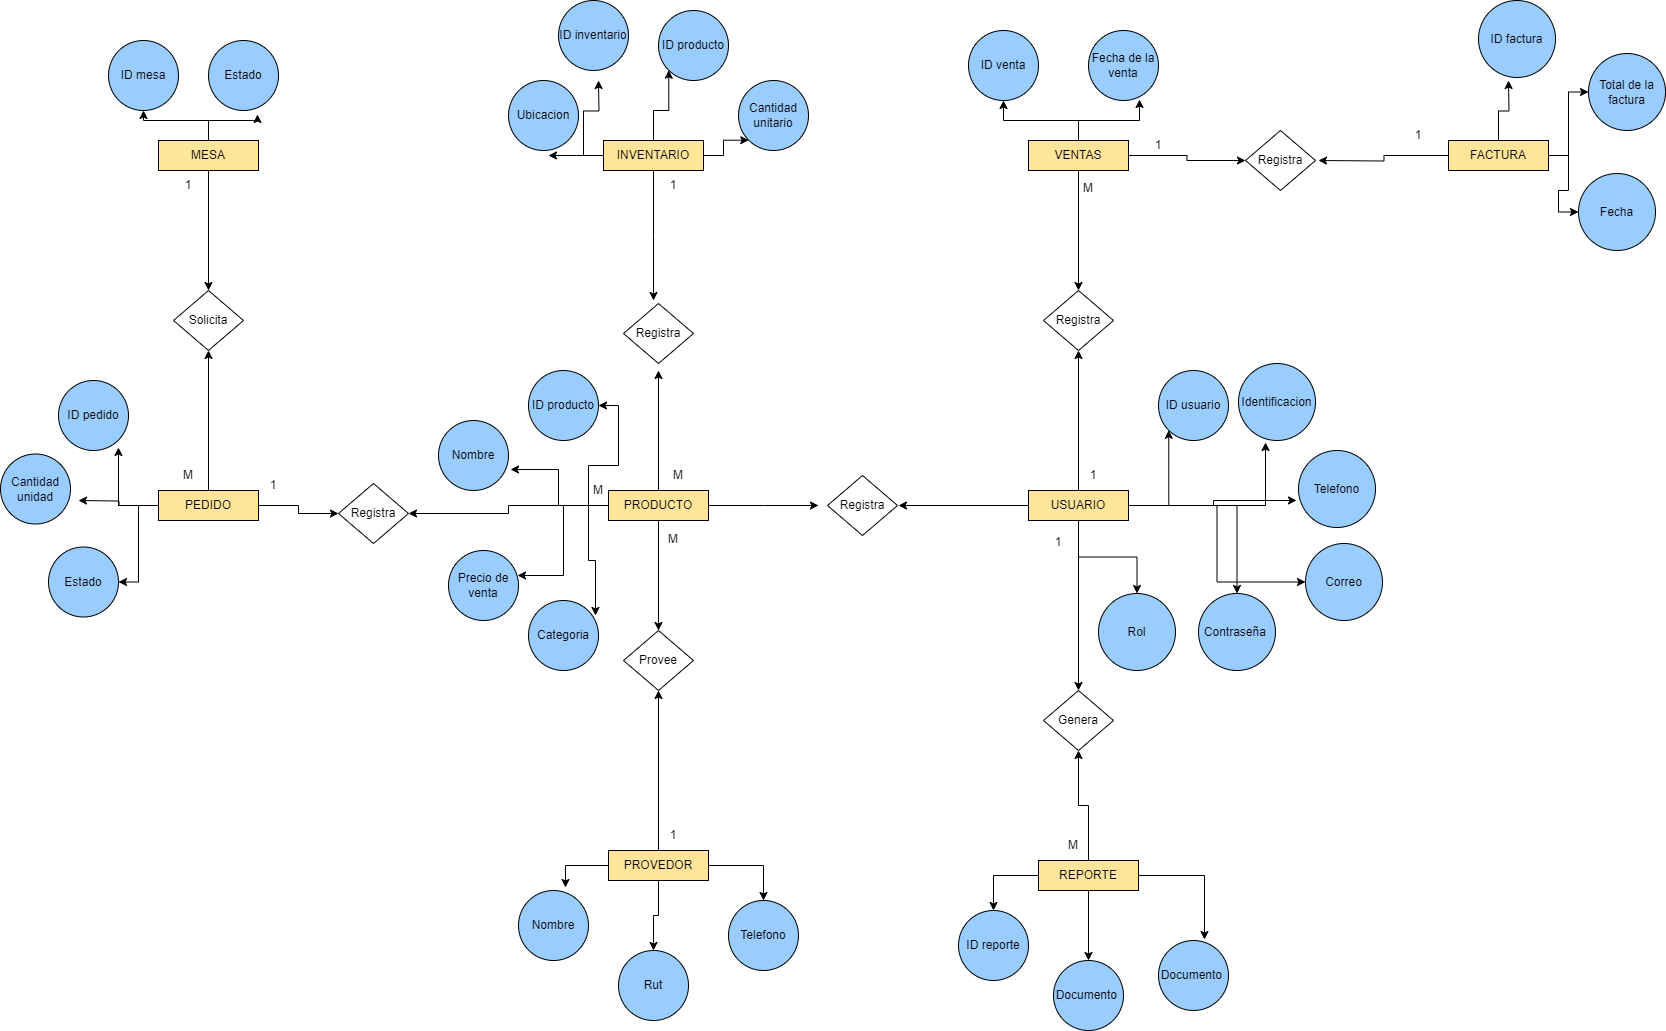 ID inventario
ID factura
ID producto
Fecha de la
venta
ID venta
ID mesa
Estado
Total de la
factura
Ubicacion
Cantidad
unitario
MESA
INVENTARIO
VENTAS
1
Registra
1
FACTURA
1
1
M
Fecha
Solicita
Registra
Registra
ID pedido
ID producto
ID usuario
Identificacion
Nombre
M
M
1
Cantidad
unidad
1
M
Telefono
PEDIDO
Registra
PRODUCTO
Registra
USUARIO
M
1
Estado
Precio de
venta
Correo
Categoria
Rol
Contraseña
Provee
Genera
1
M
PROVEDOR
REPORTE
Nombre
Telefono
ID reporte
Rut
Documento
Documento